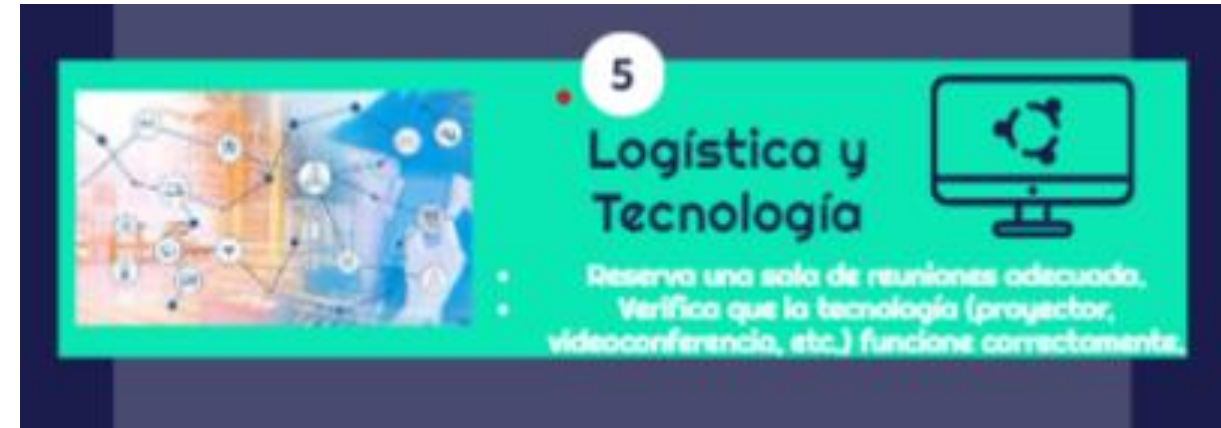 5
Logística y
Tecnología
Reserva una sala de reuniones adecuada.
Verifica que la tecnología (proyector,
videoconferencia, etc.) funcione correctamente.